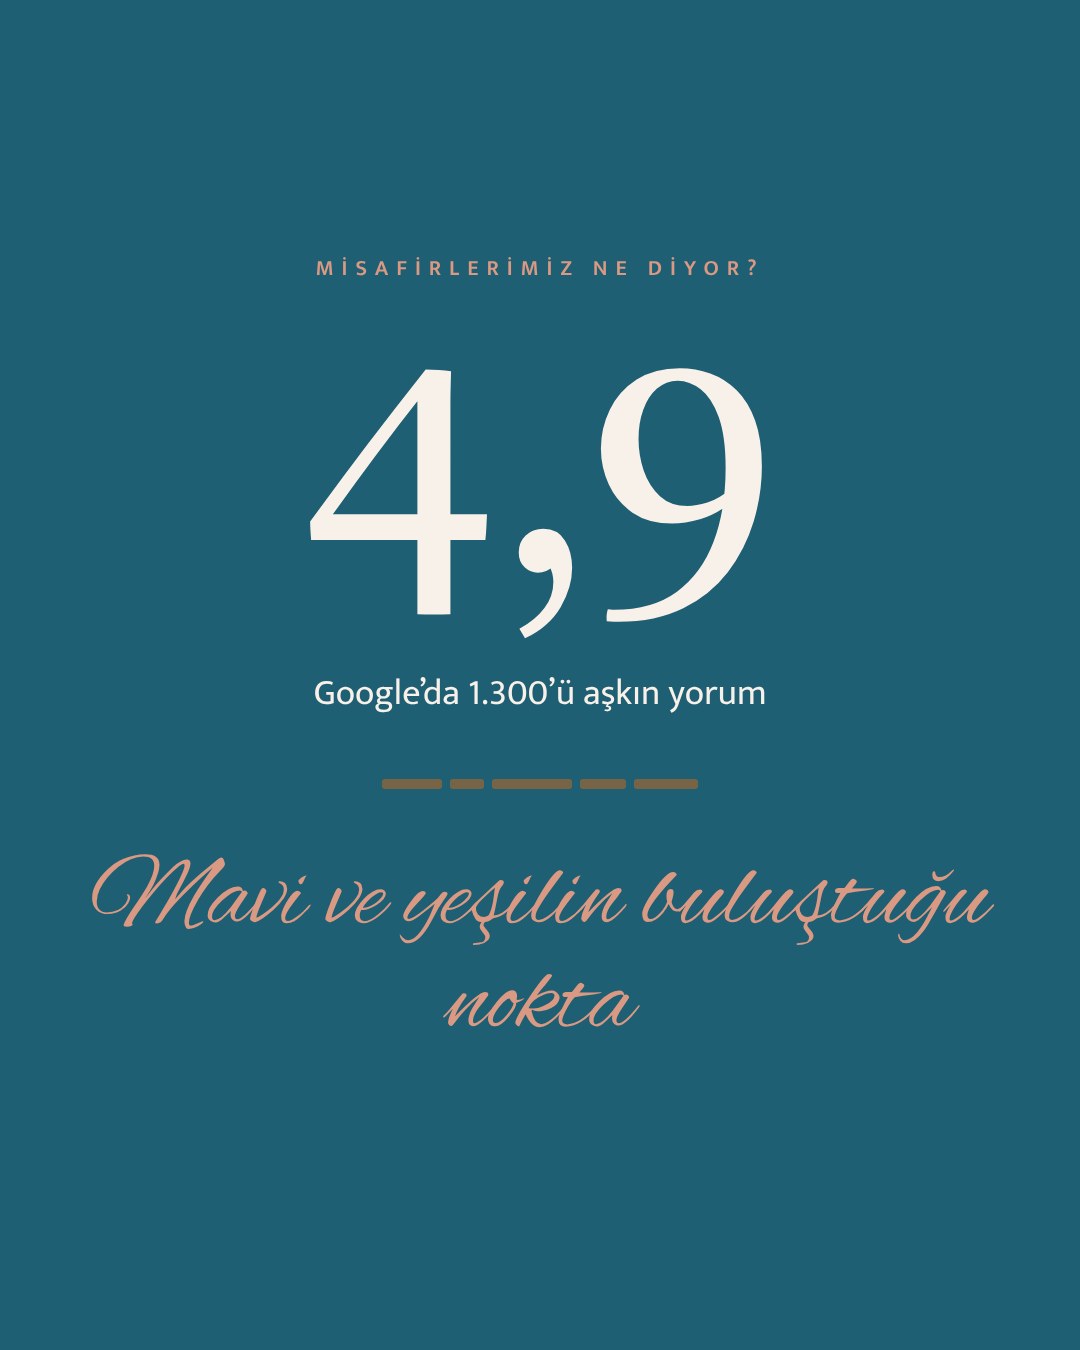 MİSAFİRLERİMİZ NE DİYOR?
4,9
Google’da 1.300’ü aşkın yorum
Mavi ve yeşilin buluştuğu
nokta